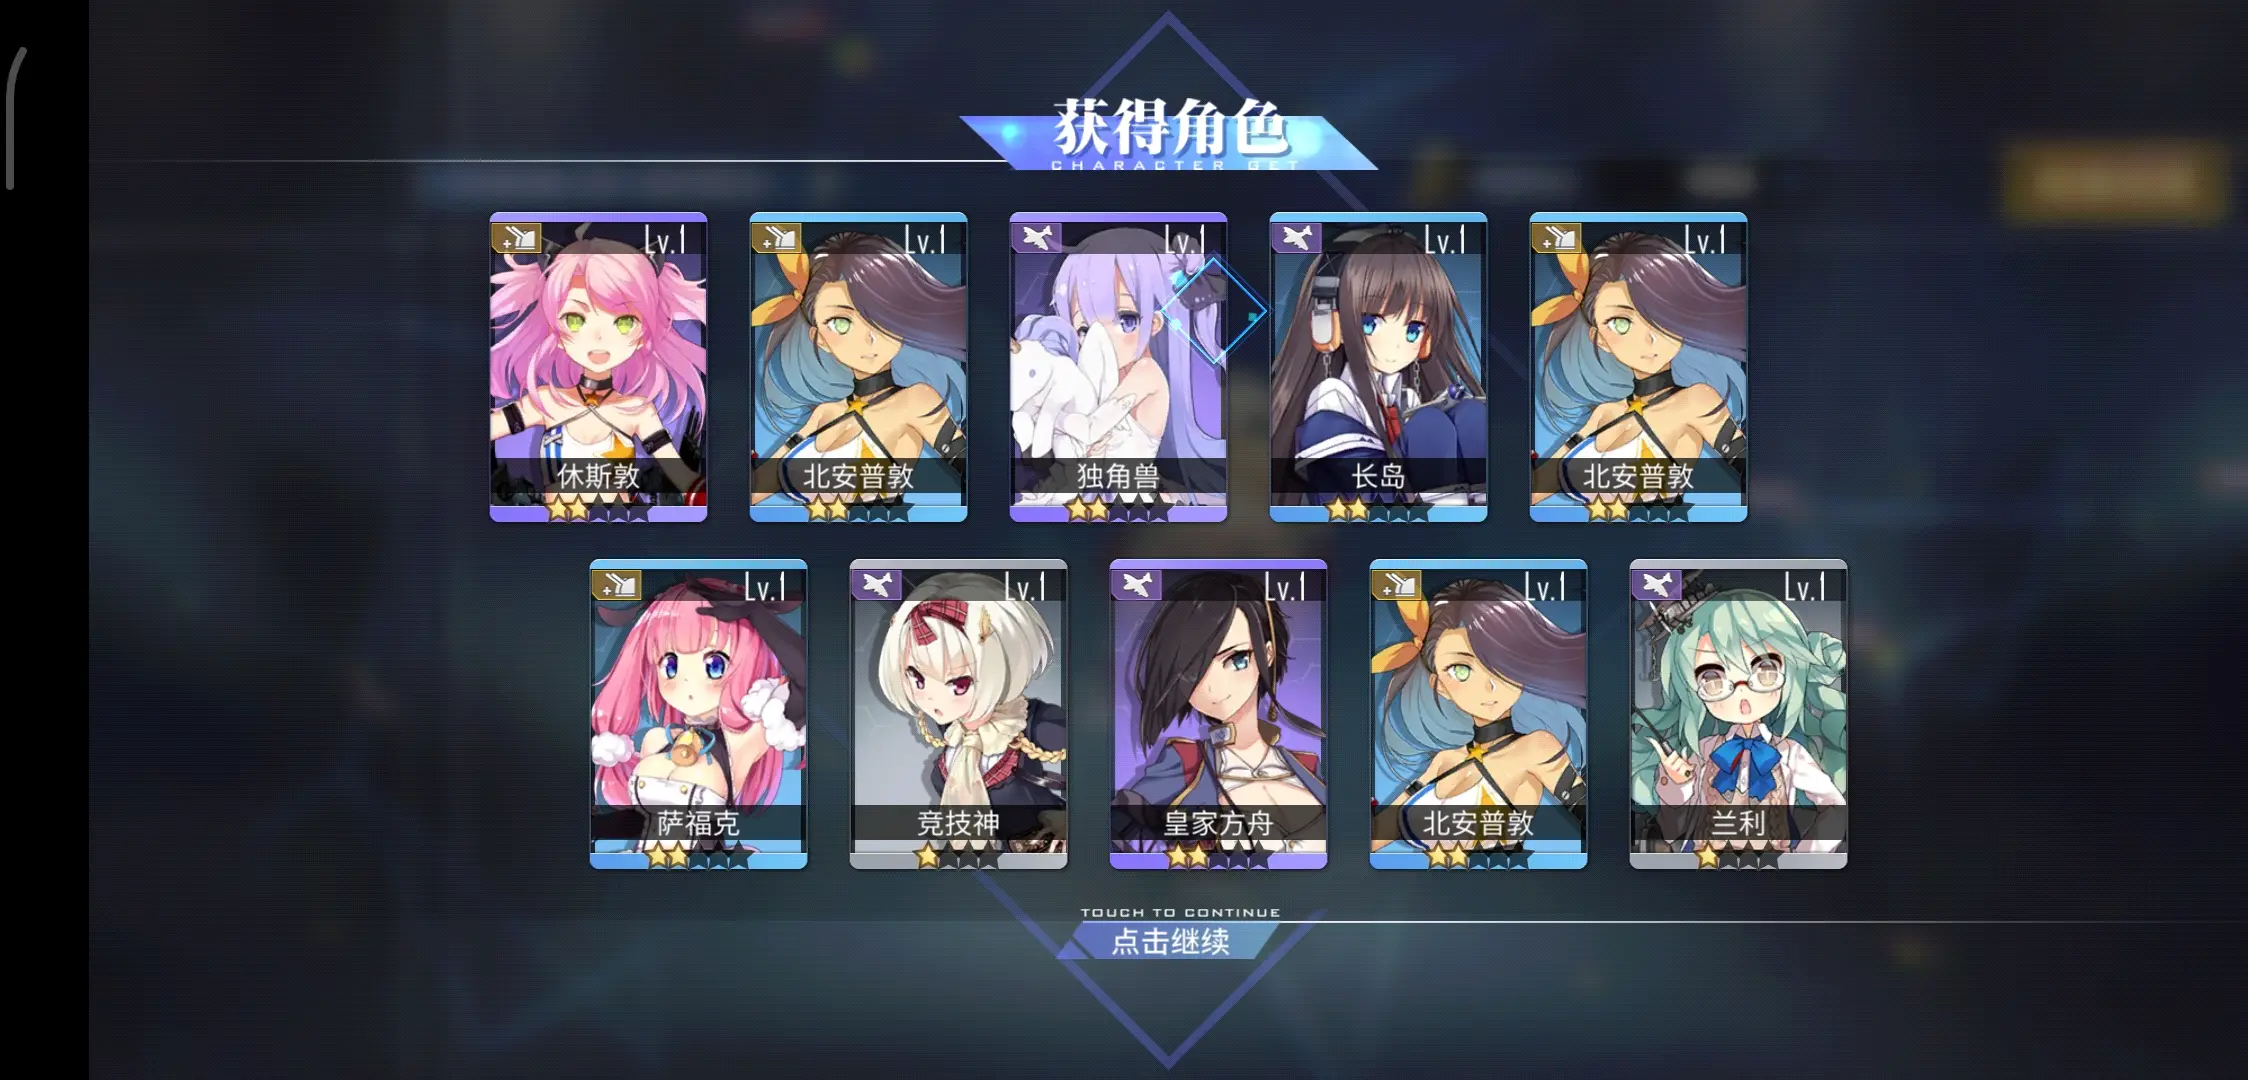 获得角色
CHARACTER GET
Lv.1
Lv.1
Lv.1
Lv.1
Lv.1
休斯敦
北安普敦
独角兽
长岛
北安普敦
Lv.1
Lv.1
Lv.1
Lv.1
Lv.1
萨福克
竞技神
皇家方舟
北安普敦
兰利
TOUCH TO CONTINUE
点击继续